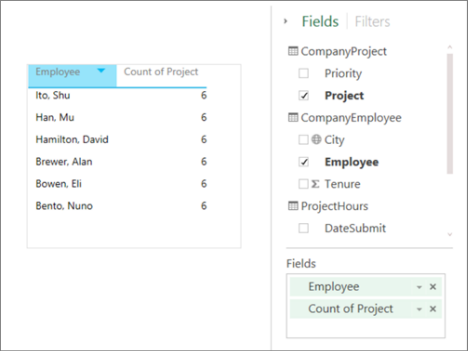 Employee Count of Project
Ito, Shu 6
Han, Mu 6
Hamilton, David 6
Brewer, Alan 6
Bowen, Eli 6
Bento, Nuno 6
Fields | Filters
CompanyProject
Priority
Project
CompanyEmployee
City
Employee
Σ Tenure
ProjectHours
DateSubmit
Fields
Employee
Count of Project